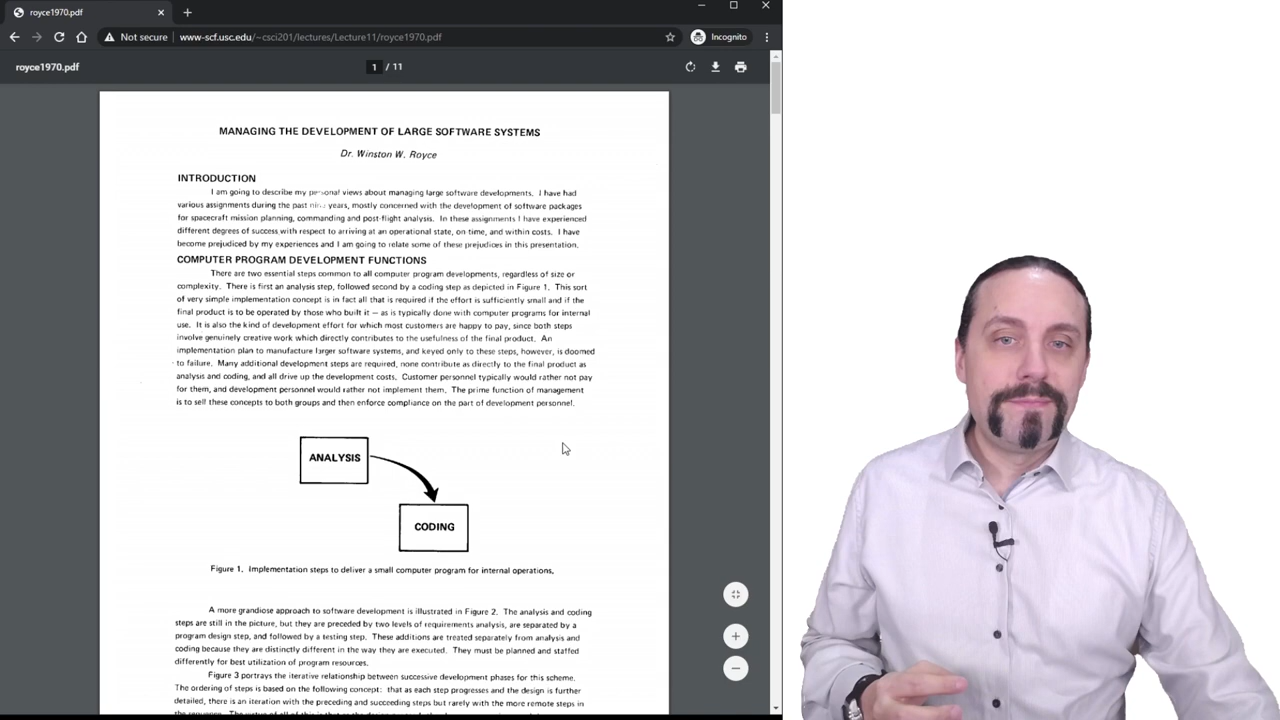 royce1970.pdf
Not secure www-scf.usc.edu/~csci201/lectures/Lecture11/royce1970.pdf Incognito
royce1970.pdf 1 / 11
MANAGING THE DEVELOPMENT OF LARGE SOFTWARE SYSTEMS
Dr. Winston W. Royce
INTRODUCTION
I am going to describe my personal views about managing large software developments. I have had
various assignments during the past nine years, mostly concerned with the development of software packages
for spacecraft mission planning, commanding and post-flight analysis. In these assignments I have experienced
different degrees of success with respect to arriving at an operational state, on time, and within costs. I have
become prejudiced by my experiences and I am going to relate some of these prejudices in this presentation.
COMPUTER PROGRAM DEVELOPMENT FUNCTIONS
There are two essential steps common to all computer program developments, regardless of size or
complexity. There is first an analysis step, followed second by a coding step as depicted in Figure 1. This sort
of very simple implementation concept is in fact all that is required if the effort is sufficiently small and if the
final product is to be operated by those who built it – as is typically done with computer programs for internal
use. It is also the kind of development effort for which most customers are happy to pay, since both steps
involve genuinely creative work which directly contributes to the usefulness of the final product. An
implementation plan to manufacture larger software systems, and keyed only to these steps, however, is doomed
to failure. Many additional development steps are required, none contribute as directly to the final product as
analysis and coding, and all drive up the development costs. Customer personnel typically would rather not pay
for them, and development personnel would rather not implement them. The prime function of management
is to sell these concepts to both groups and then enforce compliance on the part of development personnel.
ANALYSIS
CODING
Figure 1. Implementation steps to deliver a small computer program for internal operations.
A more grandiose approach to software development is illustrated in Figure 2. The analysis and coding
steps are still in the picture, but they are preceded by two levels of requirements analysis, are separated by a
program design step, and followed by a testing step. These additions are treated separately from analysis and
coding because they are distinctly different in the way they are executed. They must be planned and staffed
differently for best utilization of program resources.
Figure 3 portrays the iterative relationship between successive development phases for this scheme.
The ordering of steps is based on the following concept: that as each step progresses and the design is further
detailed, there is an iteration with the preceding and succeeding steps but rarely with the more remote steps in